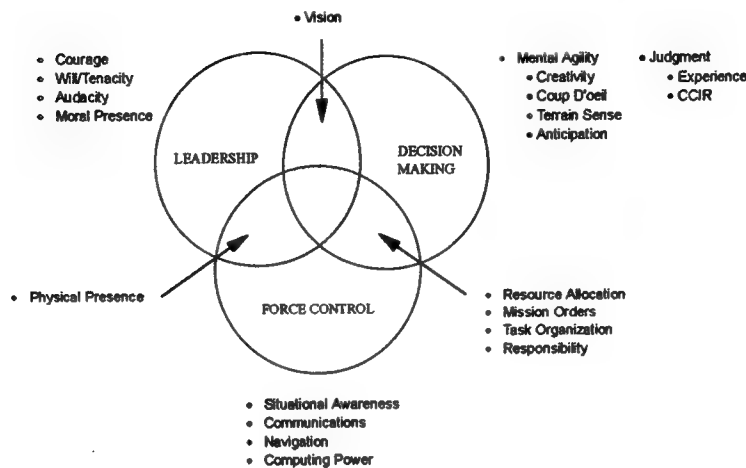 • Vision
• Courage
• Will/Tenacity
• Audacity
• Moral Presence
• Mental Agility
• Creativity
• Coup D'oeil
• Terrain Sense
• Anticipation
• Judgment
• Experience
• CCIR
LEADERSHIP
DECISION
MAKING
• Physical Presence
FORCE CONTROL
• Resource Allocation
• Mission Orders
• Task Organization
• Responsibility
• Situational Awareness
• Communications
• Navigation
• Computing Power